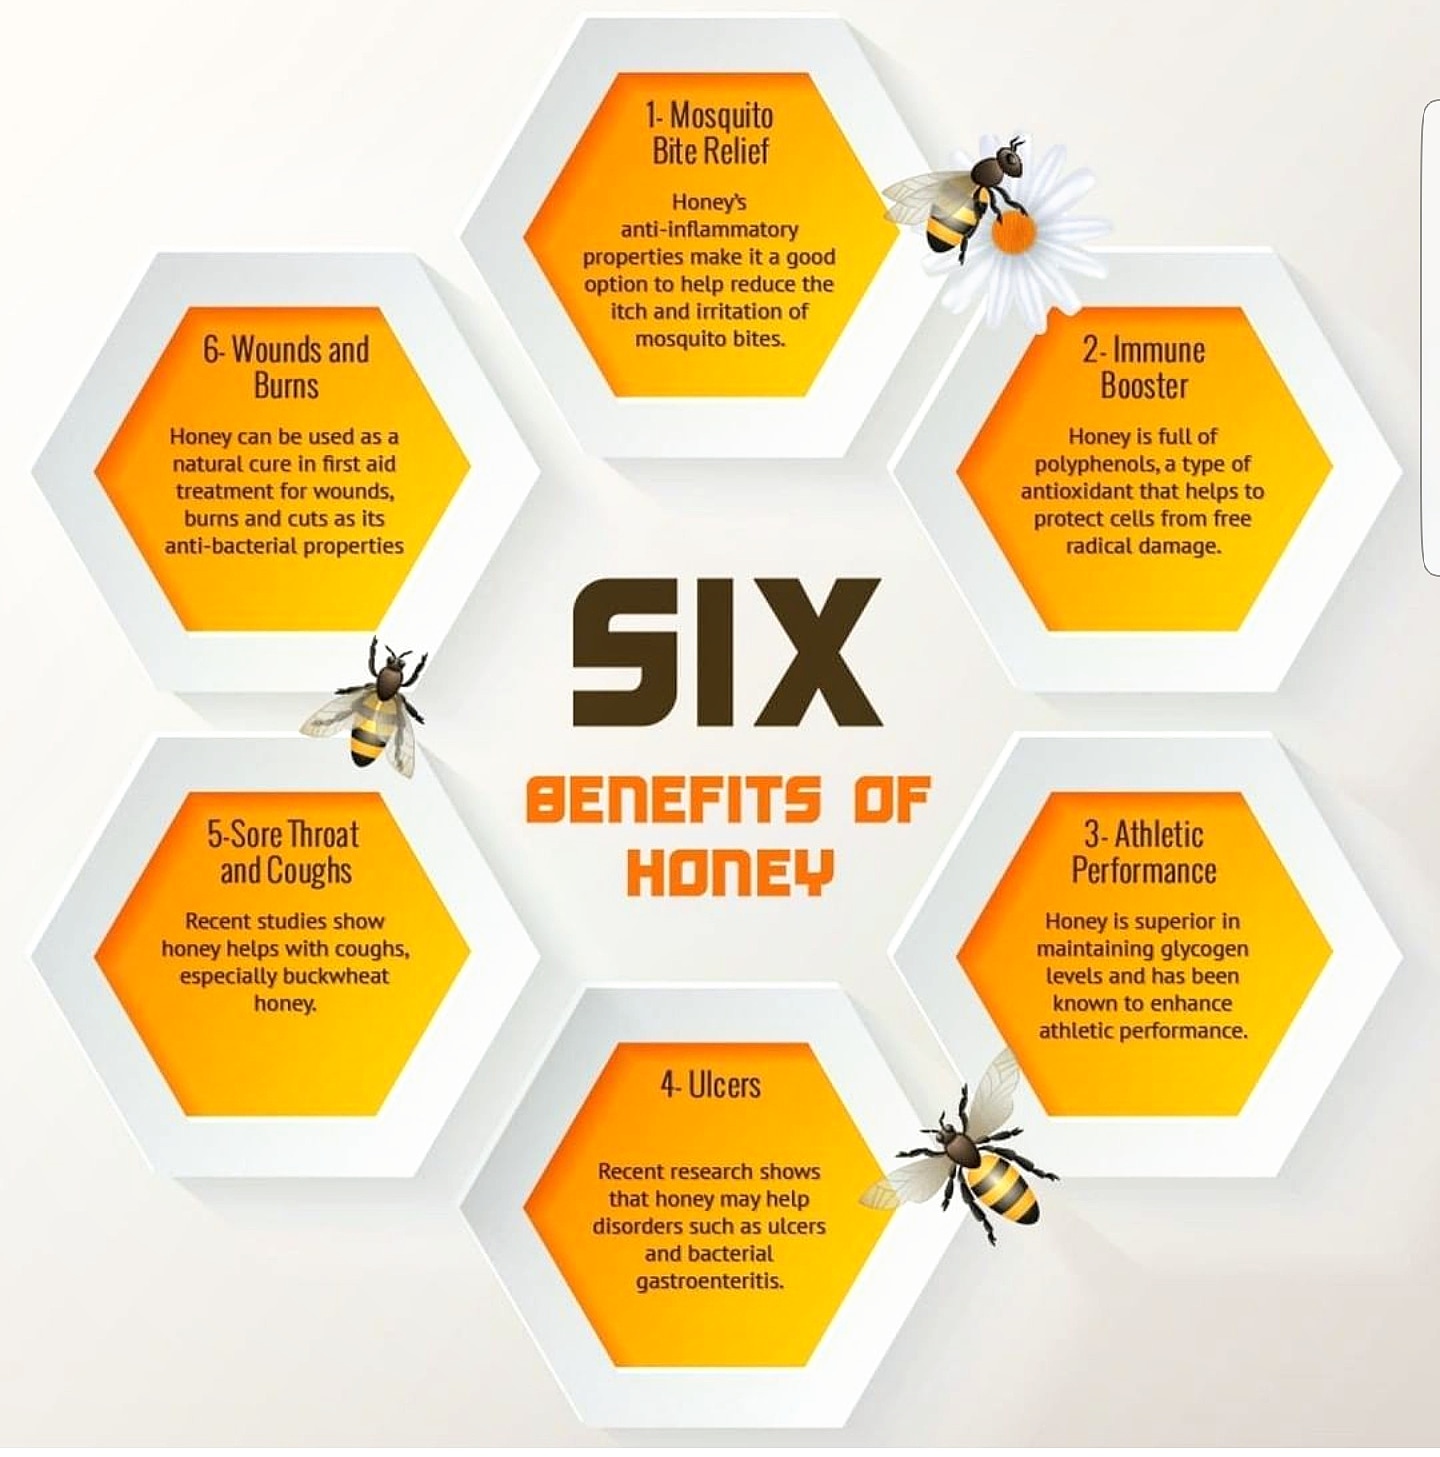 1- Mosquito
Bite Relief
Honey's
anti-inflammatory
properties make it a good
option to help reduce the
itch and irritation of
mosquito bites.
2- Immune
Booster
Honey is full of
polyphenols, a type of
antioxidant that helps to
protect cells from free
radical damage.
3- Athletic
Performance
Honey is superior in
maintaining glycogen
levels and has been
known to enhance
athletic performance.
4- Ulcers
Recent research shows
that honey may help
disorders such as ulcers
and bacterial
gastroenteritis.
5-Sore Throat
and Coughs
Recent studies show
honey helps with coughs,
especially buckwheat
honey.
6- Wounds and
Burns
Honey can be used as a
natural cure in first aid
treatment for wounds,
burns and cuts as its
anti-bacterial properties
SIX
BENEFITS OF
HONEY